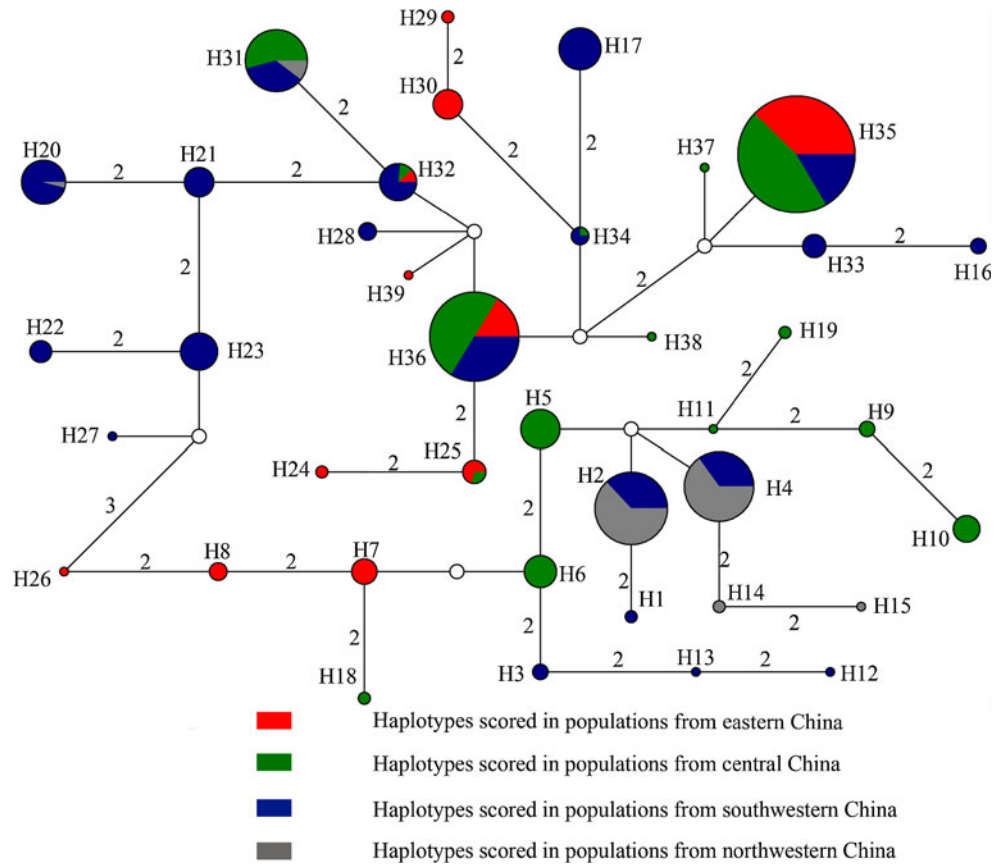 H29
2
H17
H31
H30
H35
2
H37
H20
2
H21
2
H32
2
2
H28
H34
H33
2
H16
2
H39
2
H22
2
H23
H36
H38
H19
2
H5
H11
2
H9
H27
H25
H24
2
H2
H4
2
3
2
H10
H26
2
H8
2
H7
H6
2
2
H14
H15
H1
2
2
2
H18
H3
2
H13
2
H12
Haplotypes scored in populations from eastern China
Haplotypes scored in populations from central China
Haplotypes scored in populations from southwestern China
Haplotypes scored in populations from northwestern China